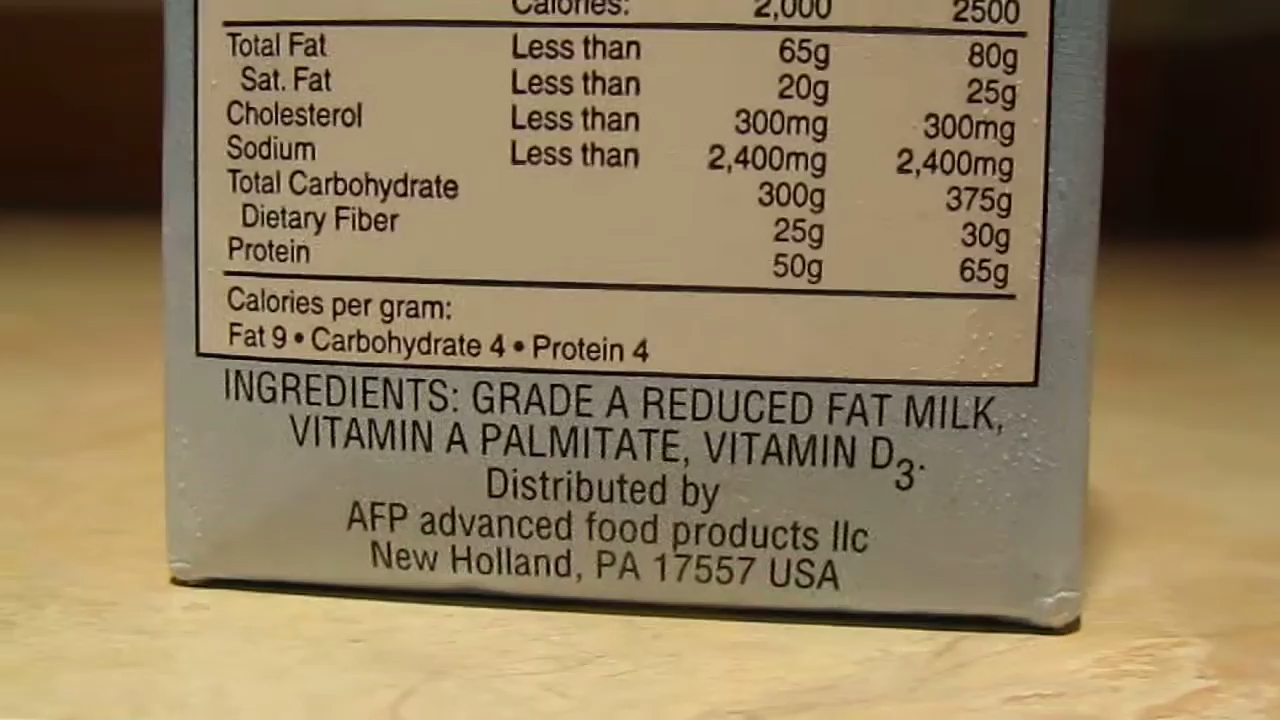 Calories: 2,000 2500
Total Fat Less than 65g 80g
Sat. Fat Less than 20g 25g
Cholesterol Less than 300mg 300mg
Sodium Less than 2,400mg 2,400mg
Total Carbohydrate 300g 375g
Dietary Fiber 25g 30g
Protein 50g 65g
Calories per gram:
Fat 9 • Carbohydrate 4 • Protein 4
INGREDIENTS: GRADE A REDUCED FAT MILK,
VITAMIN A PALMITATE, VITAMIN D3.
Distributed by
AFP advanced food products llc
New Holland, PA 17557 USA